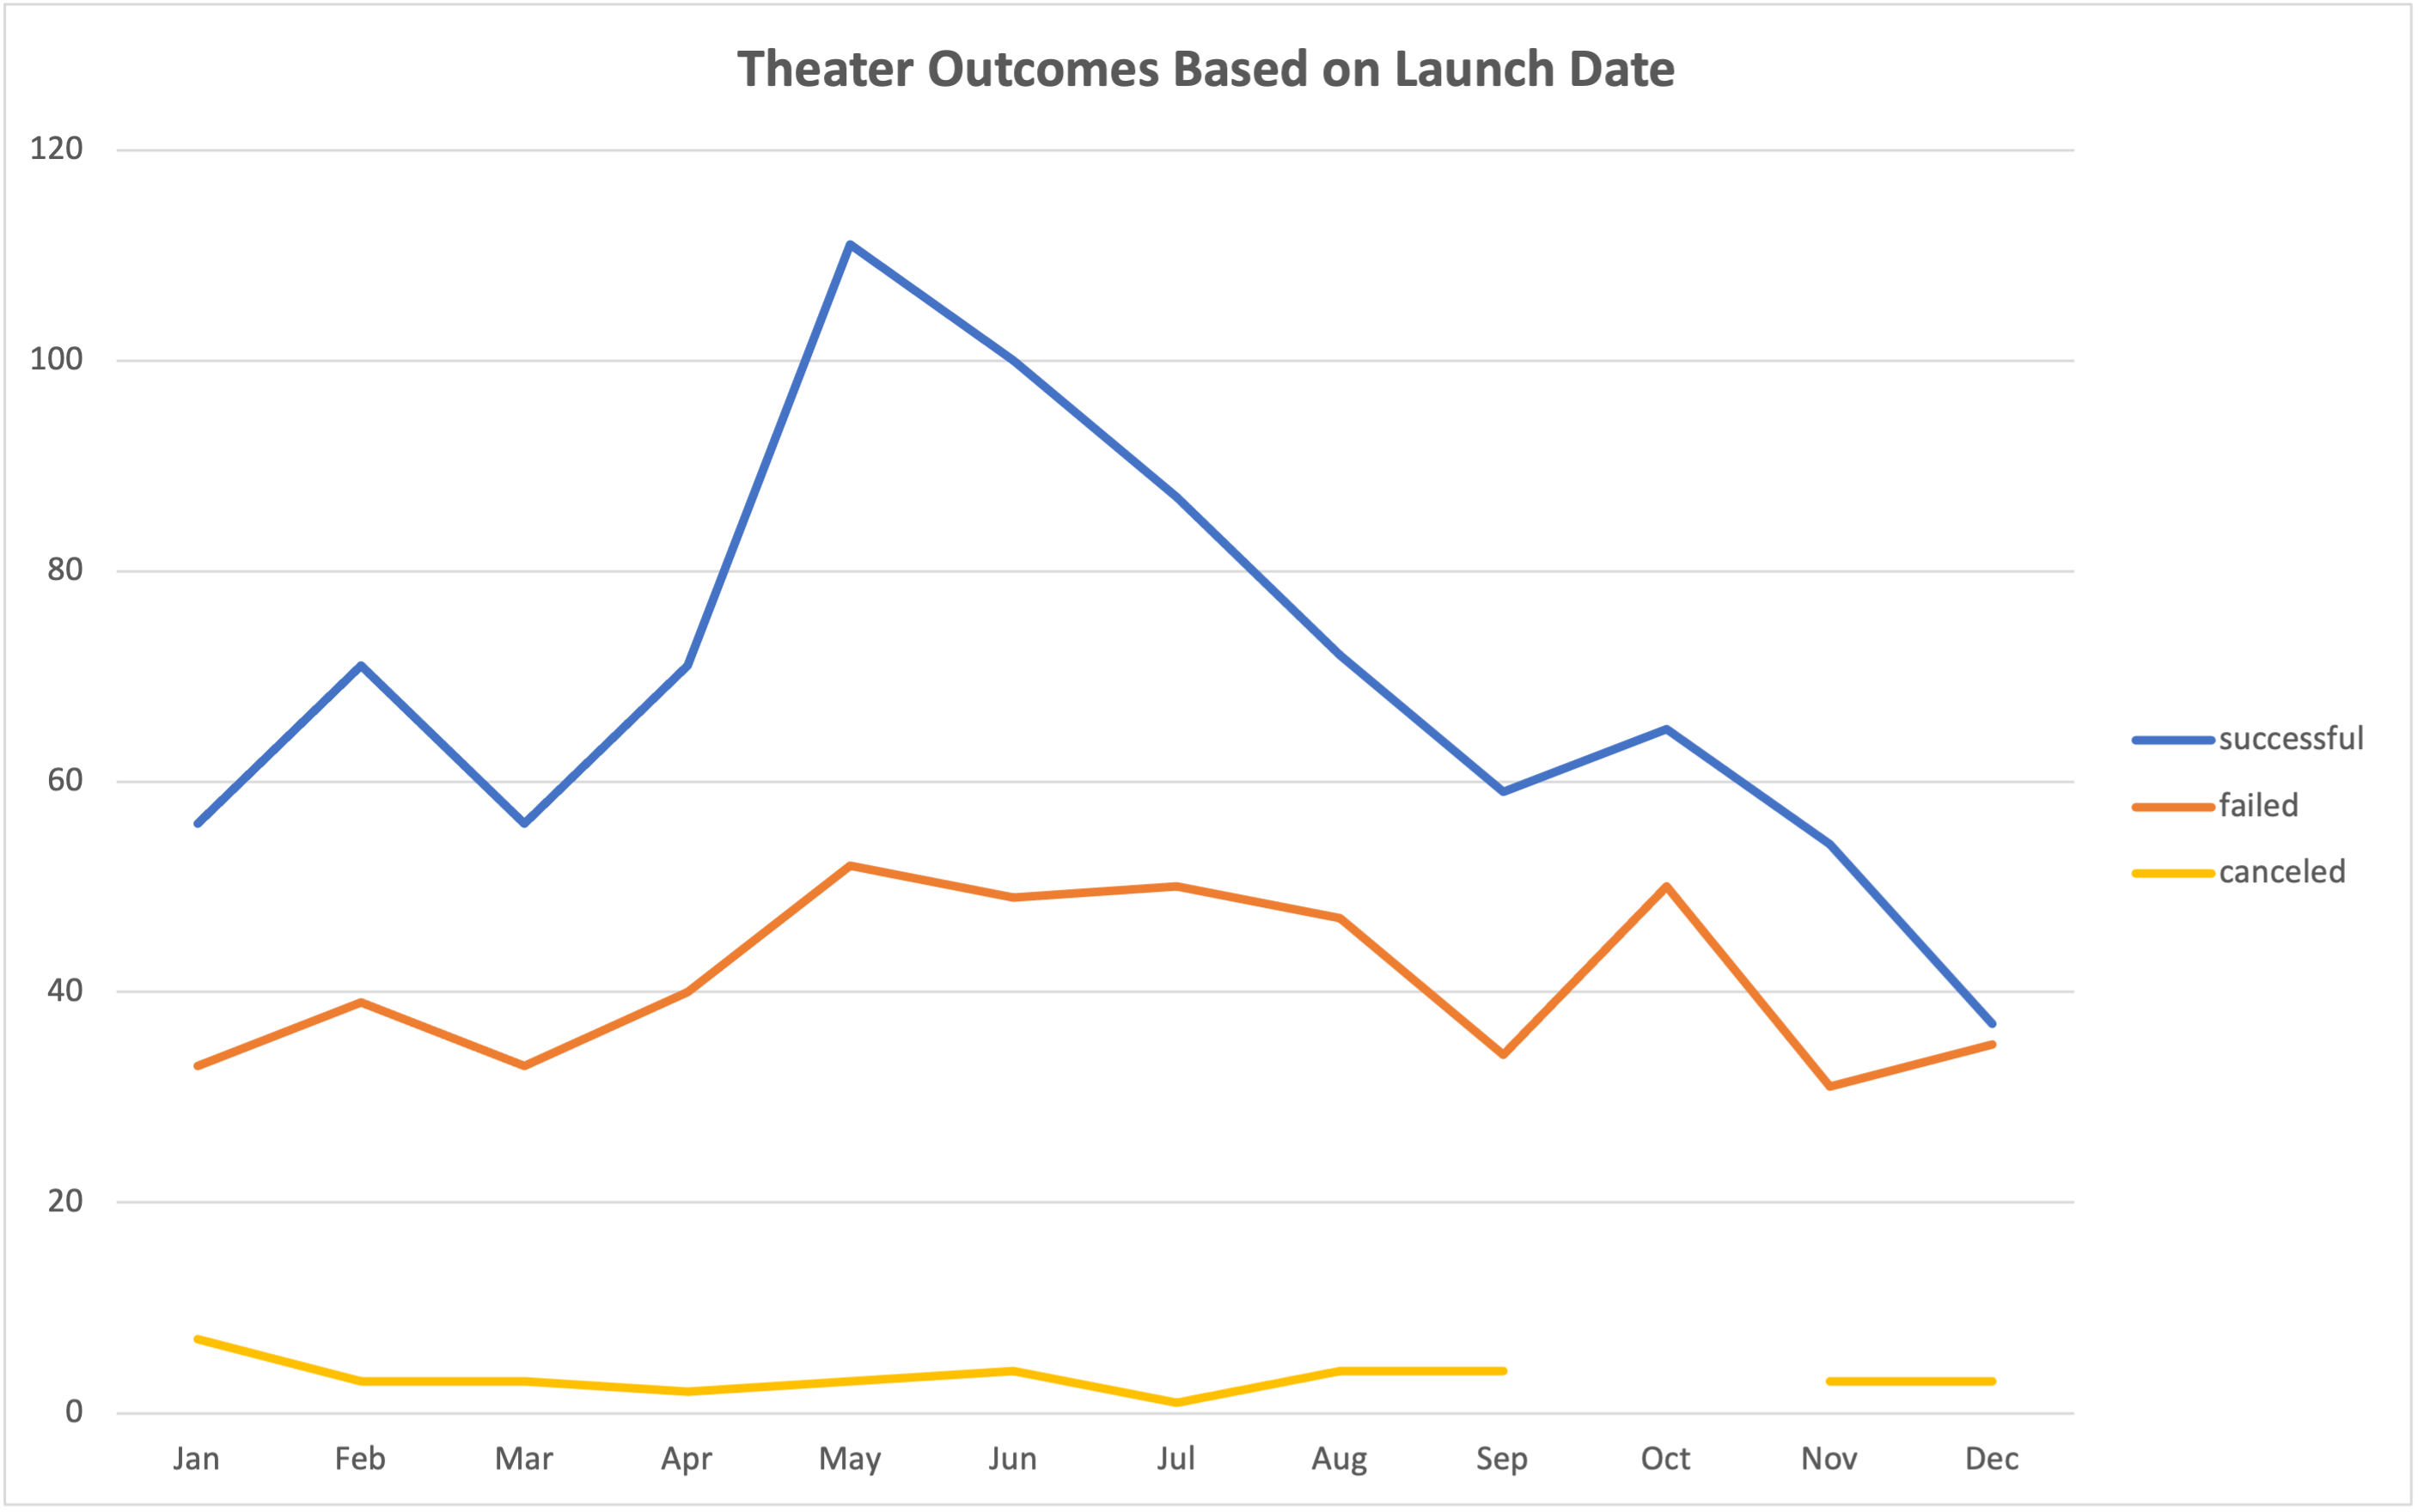 Theater Outcomes Based on Launch Date
120
100
80
60
40
20
0
Jan Feb Mar Apr May Jun Jul Aug Sep Oct Nov Dec
successful
failed
canceled